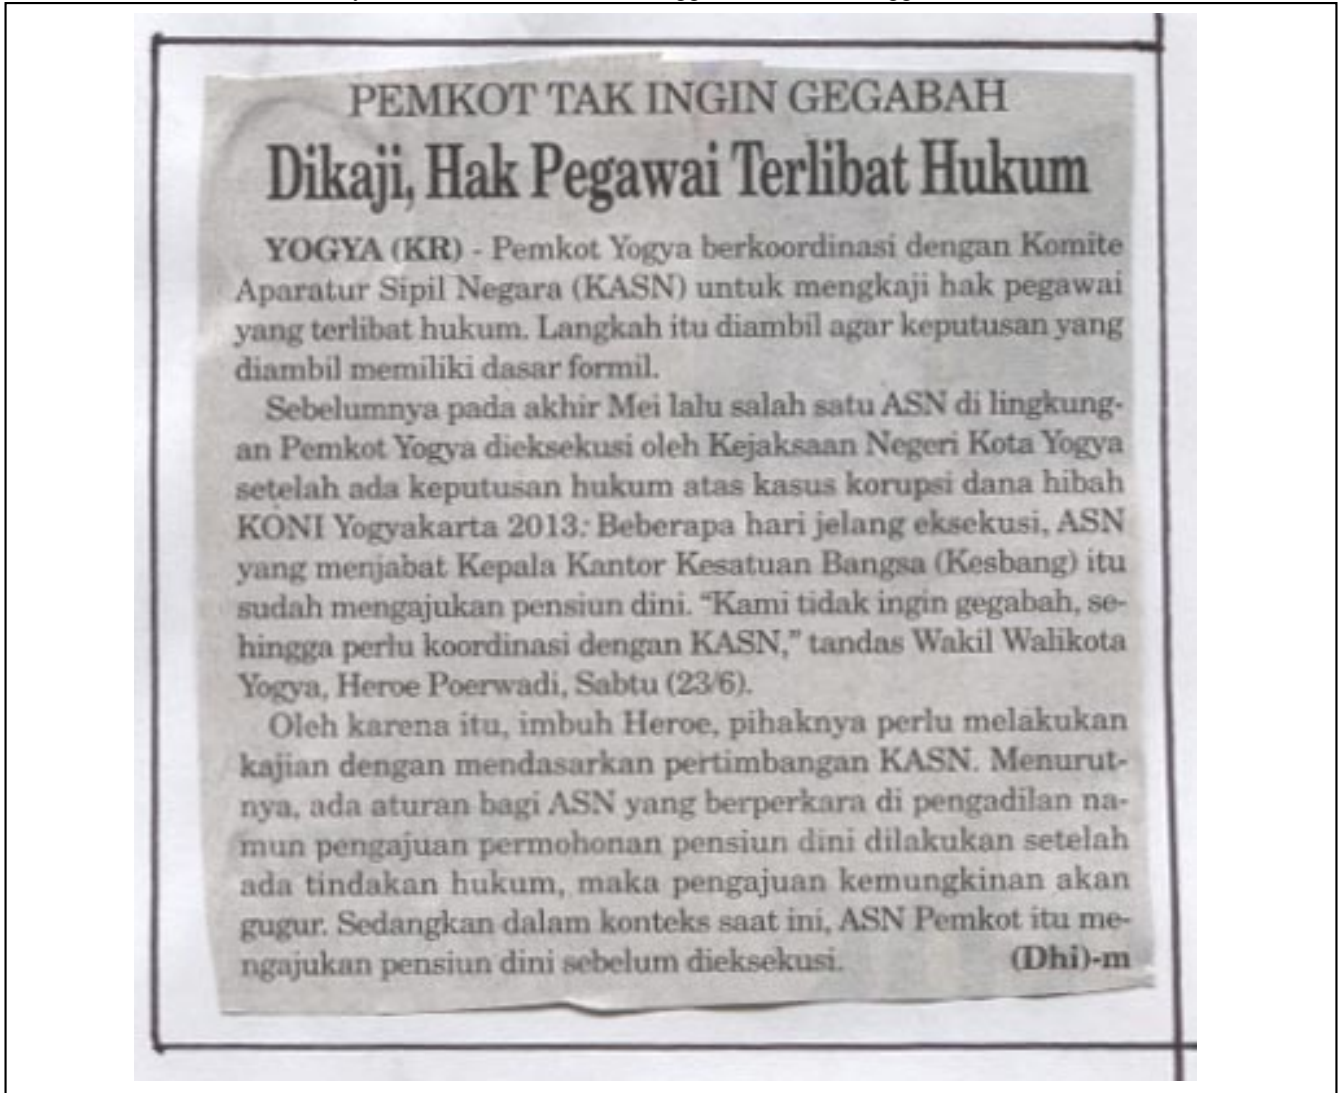 PEMKOT TAK INGIN GEGABAH
Dikaji, Hak Pegawai Terlibat Hukum
YOGYA (KR) - Pemkot Yogya berkoordinasi dengan Komite
Aparatur Sipil Negara (KASN) untuk mengkaji hak pegawai
yang terlibat hukum. Langkah itu diambil agar keputusan yang
diambil memiliki dasar formil.
Sebelumnya pada akhir Mei lalu salah satu ASN di lingkung-
an Pemkot Yogya dieksekusi oleh Kejaksaan Negeri Kota Yogya
setelah ada keputusan hukum atas kasus korupsi dana hibah
KONI Yogyakarta 2013. Beberapa hari jelang eksekusi, ASN
yang menjabat Kepala Kantor Kesatuan Bangsa (Kesbang) itu
sudah mengajukan pensiun dini. “Kami tidak ingin gegabah, se-
hingga perlu koordinasi dengan KASN,” tandas Wakil Walikota
Yogya, Heroe Poerwadi, Sabtu (23/6).
Oleh karena itu, imbuh Heroe, pihaknya perlu melakukan
kajian dengan mendasarkan pertimbangan KASN. Menurut-
nya, ada aturan bagi ASN yang berperkara di pengadilan na-
mun pengajuan permohonan pensiun dini dilakukan setelah
ada tindakan hukum, maka pengajuan kemungkinan akan
gugur. Sedangkan dalam konteks saat ini, ASN Pemkot itu me-
ngajukan pensiun dini sebelum dieksekusi. (Dhi)-m